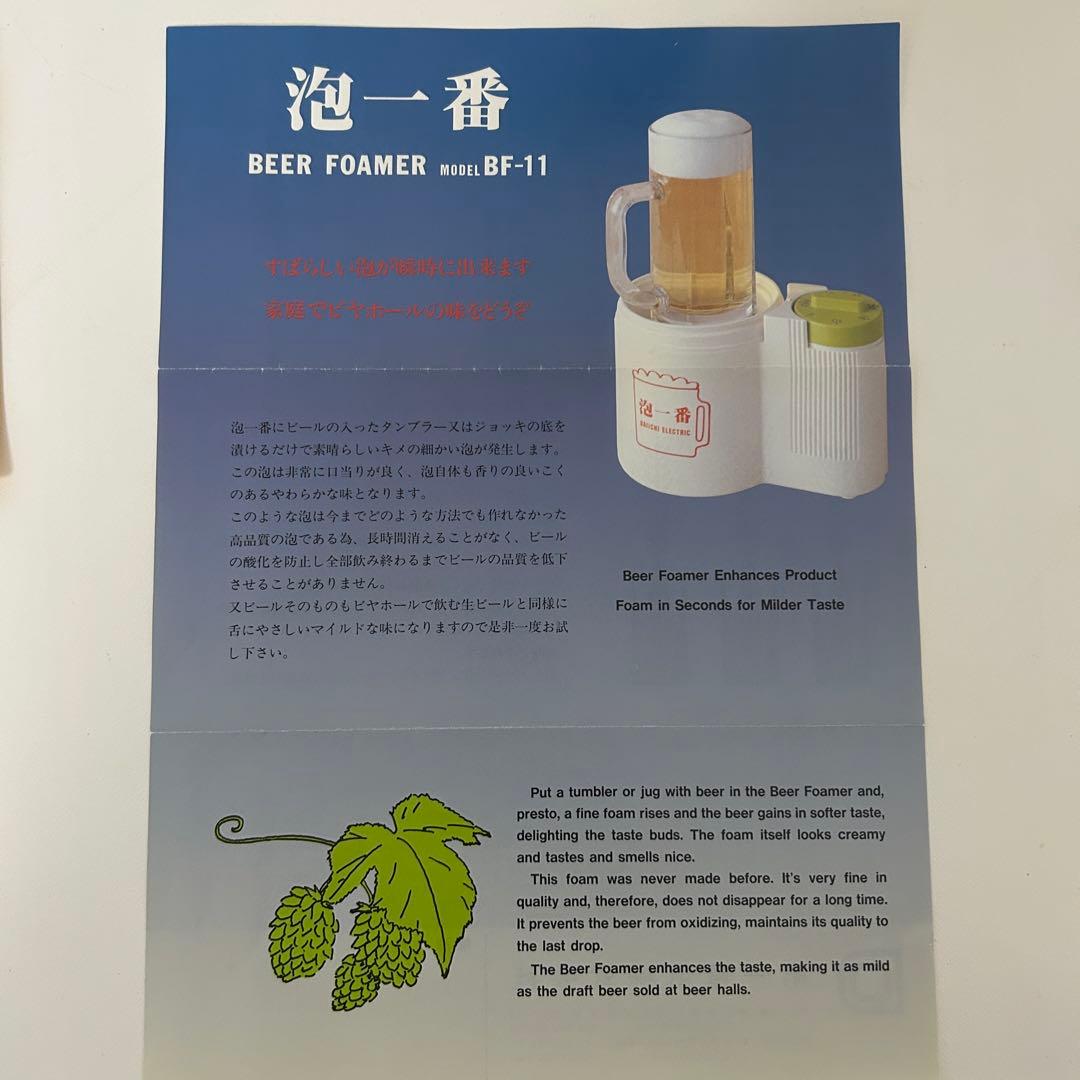 泡一番
BEER FOAMER MODEL BF-11
すばらしい泡が瞬時に出来ます
家庭でビヤホールの味をどうぞ
泡一番
DAIICHI ELECTRIC
泡一番にビールの入ったタンブラー又はジョッキの底を
漬けるだけで素晴らしいキメの細かい泡が発生します。
この泡は非常に口当りが良く、泡自体も香りの良いこく
のあるやわらかな味となります。
このような泡は今までどのような方法でも作れなかった
高品質の泡である為、長時間消えることがなく、ビール
の酸化を防止し全部飲み終わるまでビールの品質を低下
させることがありません。
又ビールそのものもビヤホールで飲む生ビールと同様に
舌にやさしいマイルドな味になりますので是非一度お試
し下さい。
Beer Foamer Enhances Product
Foam in Seconds for Milder Taste
Put a tumbler or jug with beer in the Beer Foamer and,
presto, a fine foam rises and the beer gains in softer taste,
delighting the taste buds. The foam itself looks creamy
and tastes and smells nice.
This foam was never made before. It's very fine in
quality and, therefore, does not disappear for a long time.
It prevents the beer from oxidizing, maintains its quality to
the last drop.
The Beer Foamer enhances the taste, making it as mild
as the draft beer sold at beer halls.